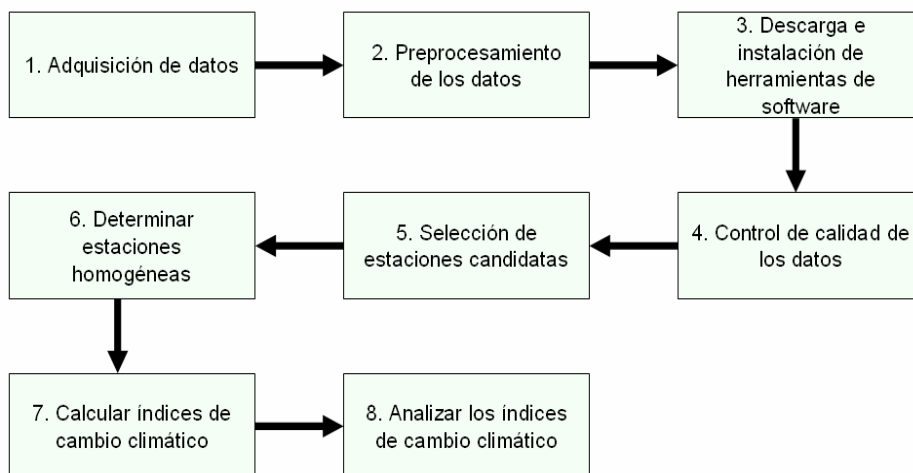 1. Adquisición de datos
2. Preprocesamiento
de los datos
3. Descarga e
instalación de
herramientas de
software
4. Control de calidad de
los datos
5. Selección de
estaciones candidatas
6. Determinar
estaciones
homogéneas
7. Calcular índices de
cambio climático
8. Analizar los índices
de cambio climático